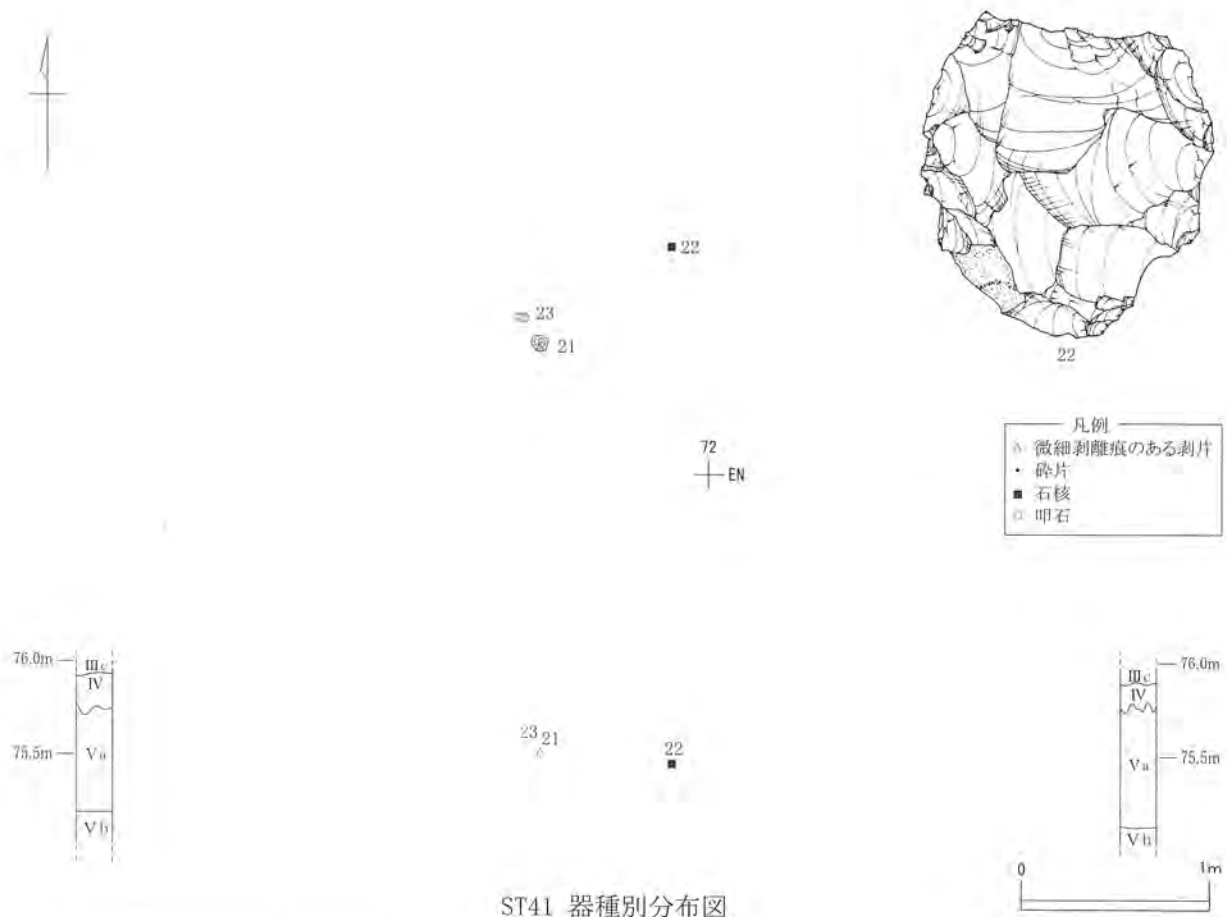 22
23
21
22
72
EN
凡例
微細剥離痕のある剥片
砕片
石核
叩石
76.0m
Ⅲc
Ⅳ
75.5m
Ⅴa
Ⅴb
23 21
22
76.0m
Ⅲc
Ⅳ
75.5m
Ⅴa
Ⅴb
0 1m
ST41 器種別分布図